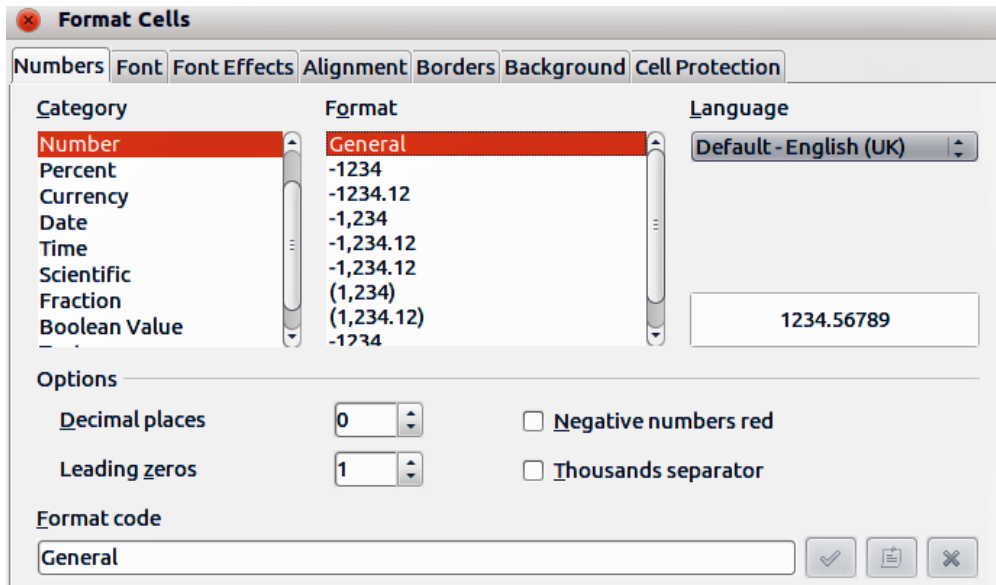 Format Cells
Numbers Font Font Effects Alignment Borders Background Cell Protection
Category
Number
Percent
Currency
Date
Time
Scientific
Fraction
Boolean Value
Format
General
-1234
-1234.12
-1,234
-1,234.12
-1,234.12
(1,234)
(1,234.12)
-1234
Language
Default - English (UK)
1234.56789
Options
Decimal places 0
Negative numbers red
Leading zeros 1
Thousands separator
Format code
General